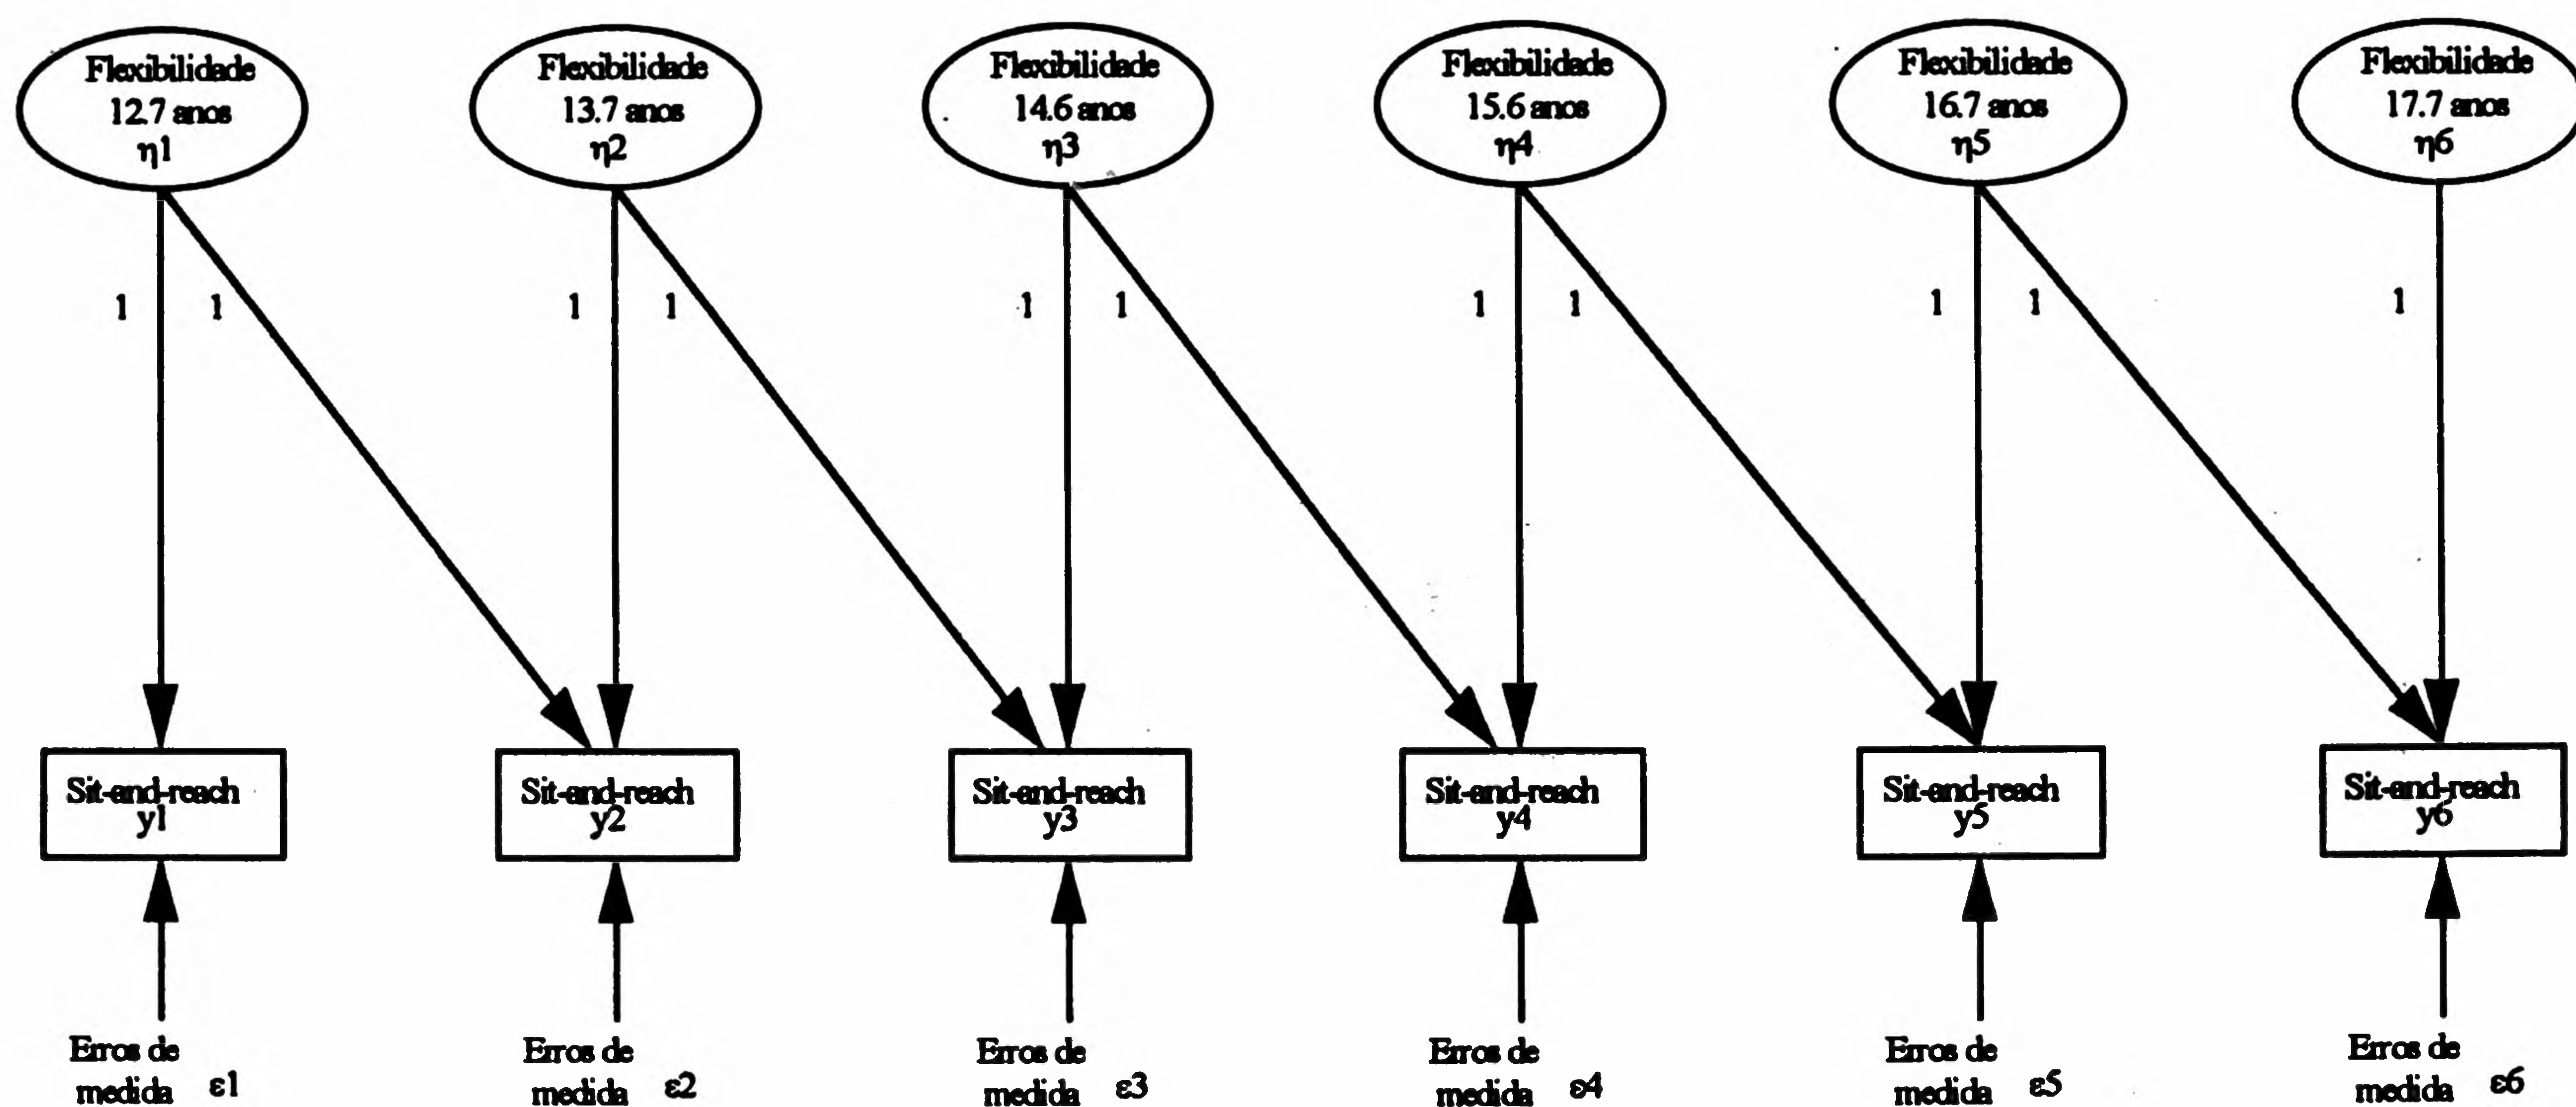 Flexibilidade
12.7 anos
η1
Flexibilidade
13.7 anos
η2
Flexibilidade
14.6 anos
η3
Flexibilidade
15.6 anos
η4
Flexibilidade
16.7 anos
η5
Flexibilidade
17.7 anos
η6
1 1 1 1 1 1 1 1 1 1 1
Sit-and-reach
y1
Sit-and-reach
y2
Sit-and-reach
y3
Sit-and-reach
y4
Sit-and-reach
y5
Sit-and-reach
y6
Erros de
medida ε1
Erros de
medida ε2
Erros de
medida ε3
Erros de
medida ε4
Erros de
medida ε5
Erros de
medida ε6